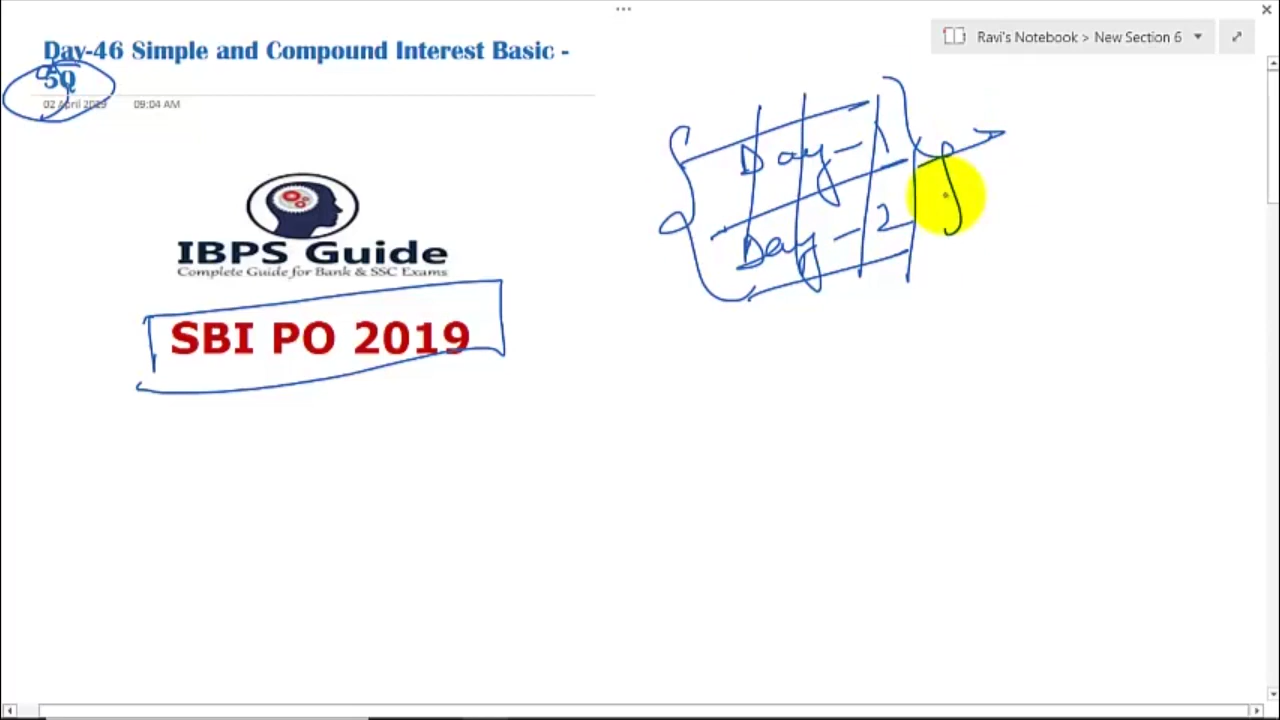 Day-46 Simple and Compound Interest Basic -
5Q
02 April 2019 09:04 AM
Ravi's Notebook > New Section 6
IBPS Guide
Complete Guide for Bank & SSC Exams
SBI PO 2019
Day - 1
Day - 2